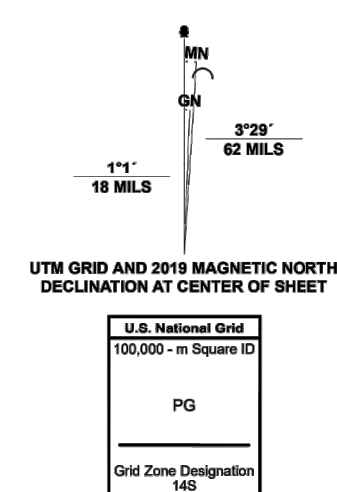 MN
GN
3°29´
62 MILS
1°1´
18 MILS
UTM GRID AND 2019 MAGNETIC NORTH
DECLINATION AT CENTER OF SHEET
U.S. National Grid
100,000 - m Square ID
PG
Grid Zone Designation
14S